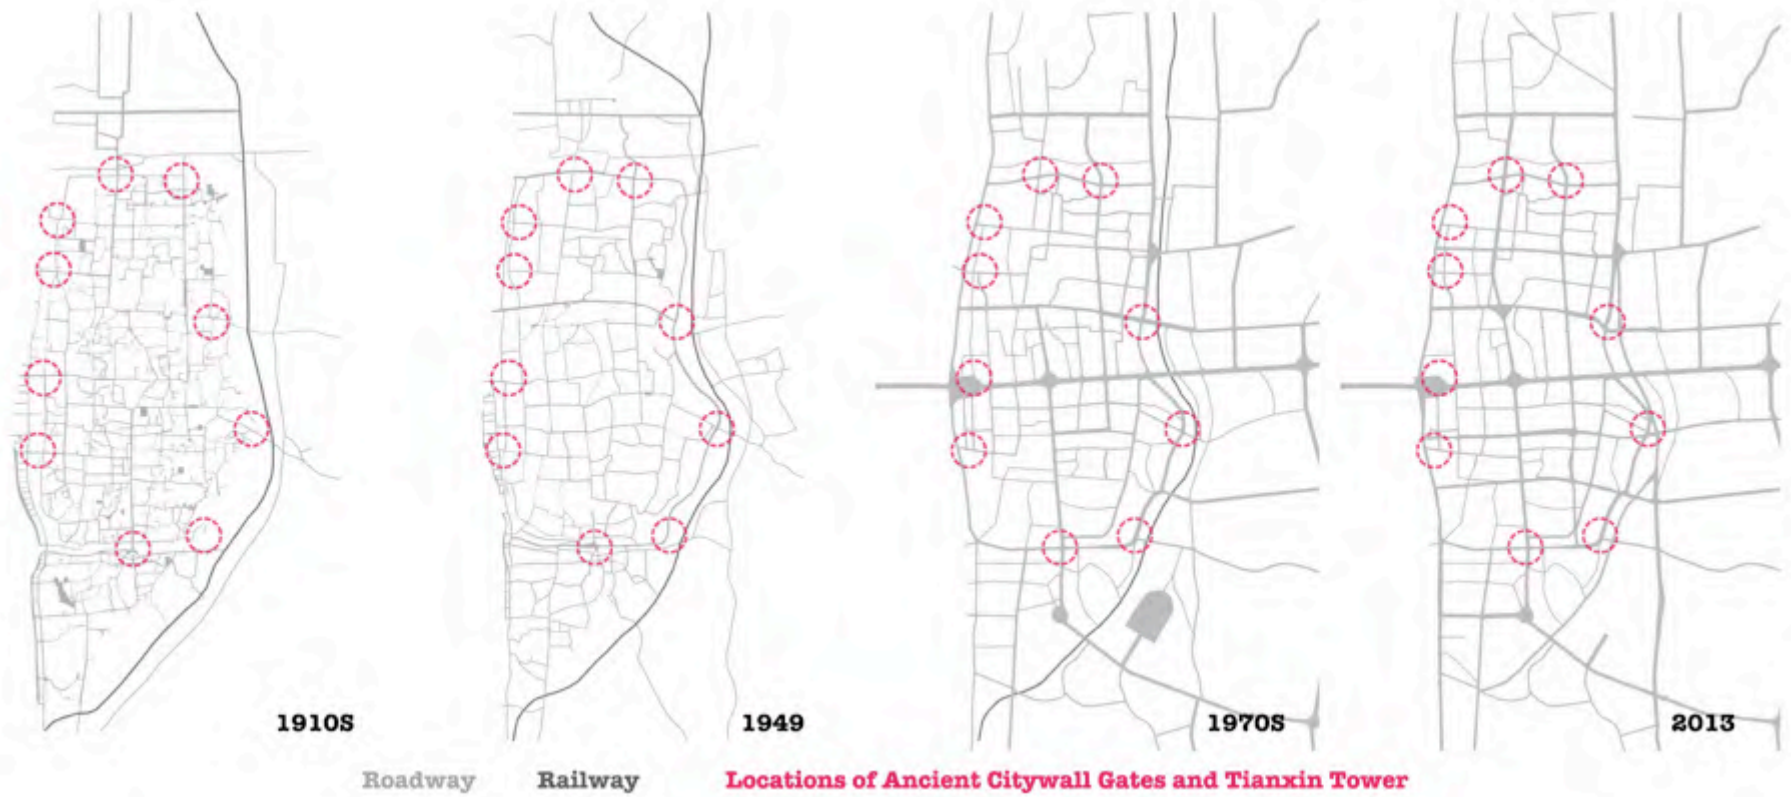 1910S
1949
1970S
2013
Roadway Railway Locations of Ancient Citywall Gates and Tianxin Tower